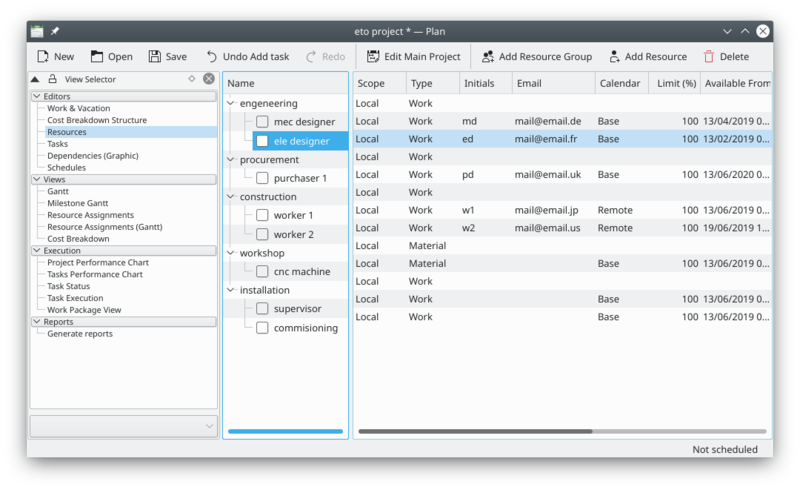 eto project * — Plan
New Open Save Undo Add task Redo Edit Main Project Add Resource Group Add Resource Delete
View Selector
Editors
Work & Vacation
Cost Breakdown Structure
Resources
Tasks
Dependencies (Graphic)
Schedules
Views
Gantt
Milestone Gantt
Resource Assignments
Resource Assignments (Gantt)
Cost Breakdown
Execution
Project Performance Chart
Tasks Performance Chart
Task Status
Task Execution
Work Package View
Reports
Generate reports
Name Scope Type Initials Email Calendar Limit (%) Available From
engeneering Local Work
mec designer Local Work md mail@email.de Base 100 13/04/2019 0...
ele designer Local Work ed mail@email.fr Base 100 13/02/2019 0...
procurement Local Work
purchaser 1 Local Work pd mail@email.uk Base 100 13/06/2020 0...
construction Local Work
worker 1 Local Work w1 mail@email.jp Remote 100 13/06/2019 0...
worker 2 Local Work w2 mail@email.us Remote 100 19/06/2019 1...
workshop Local Material
cnc machine Local Material Base 100 13/06/2019 0...
installation Local Work
supervisor Local Work Base 100 13/06/2019 0...
commisioning Local Work Base 100 13/06/2019 0...
Not scheduled